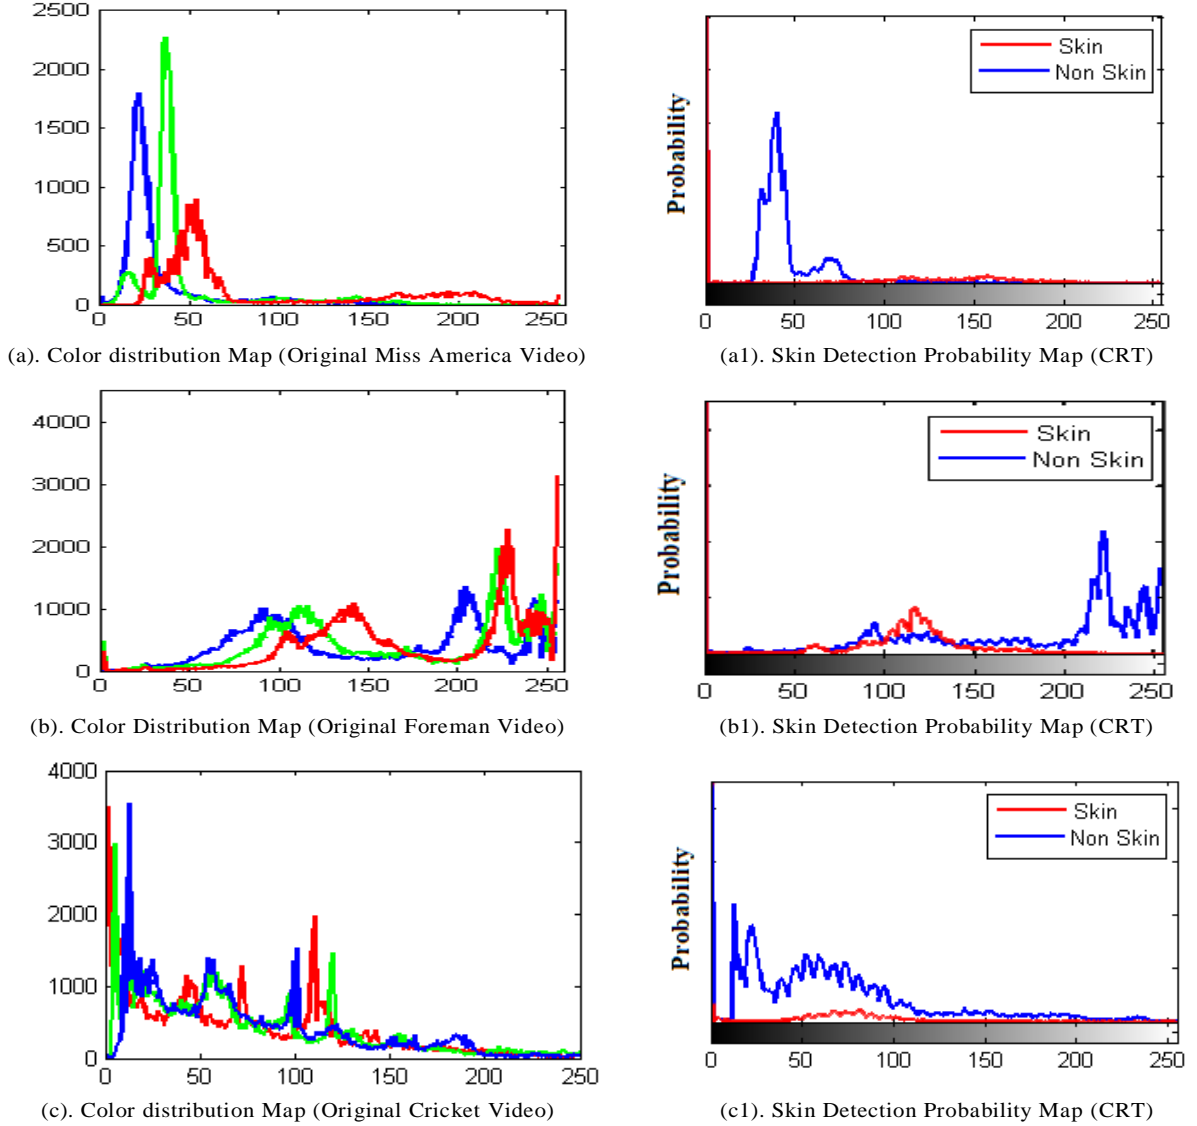 2500
2000
1500
1000
500
0
0 50 100 150 200 250
(a). Color distribution Map (Original Miss America Video)
Probability
Skin
Non Skin
0 50 100 150 200 250
(a1). Skin Detection Probability Map (CRT)
4000
3000
2000
1000
0
0 50 100 150 200 250
(b). Color Distribution Map (Original Foreman Video)
Probability
Skin
Non Skin
0 50 100 150 200 250
(b1). Skin Detection Probability Map (CRT)
4000
3000
2000
1000
0
0 50 100 150 200 250
(c). Color distribution Map (Original Cricket Video)
Probability
Skin
Non Skin
0 50 100 150 200 250
(c1). Skin Detection Probability Map (CRT)